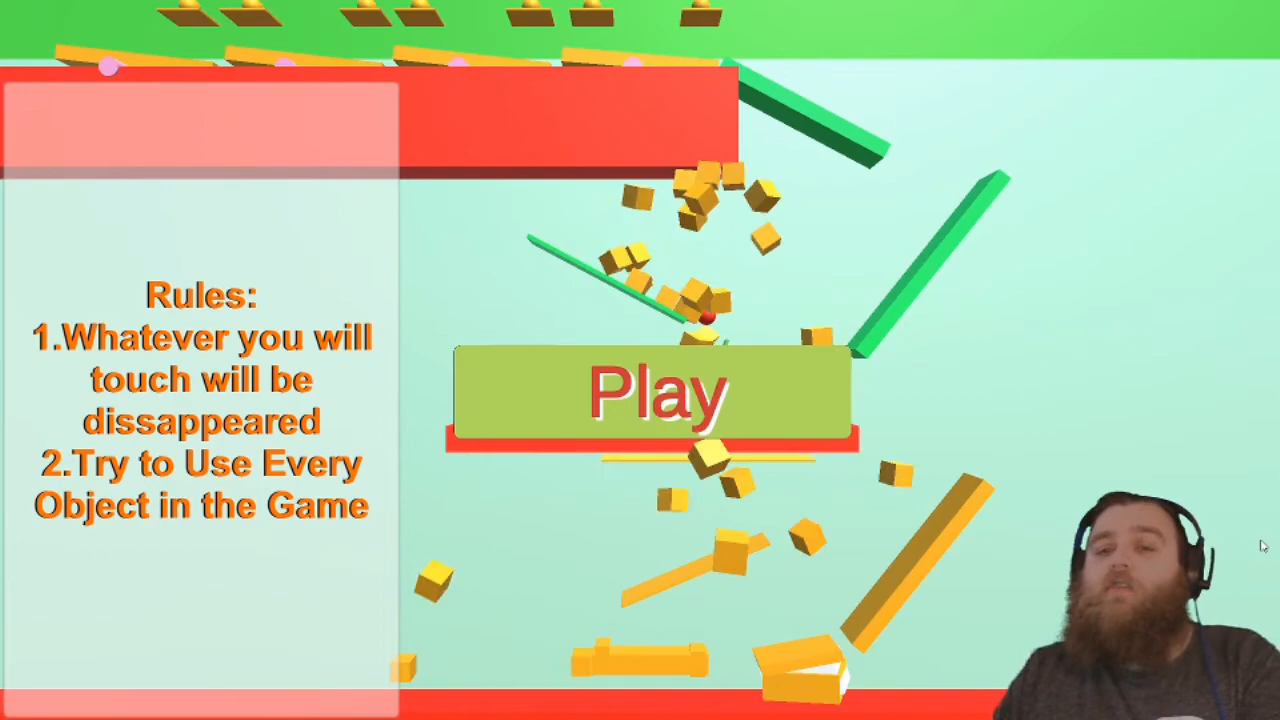 Rules:
1.Whatever you will
touch will be
dissappeared
2.Try to Use Every
Object in the Game
Play